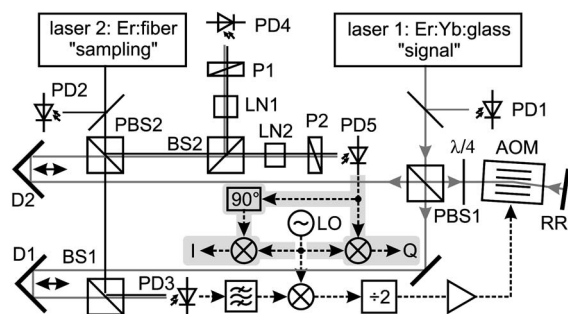 laser 2: Er:fiber
"sampling"
PD4
laser 1: Er:Yb:glass
"signal"
P1
PD2
PD1
LN1
PBS2
P2
BS2
LN2
PD5
λ/4
AOM
D2
90°
PBS1
RR
LO
I
Q
D1
BS1
PD3
÷2